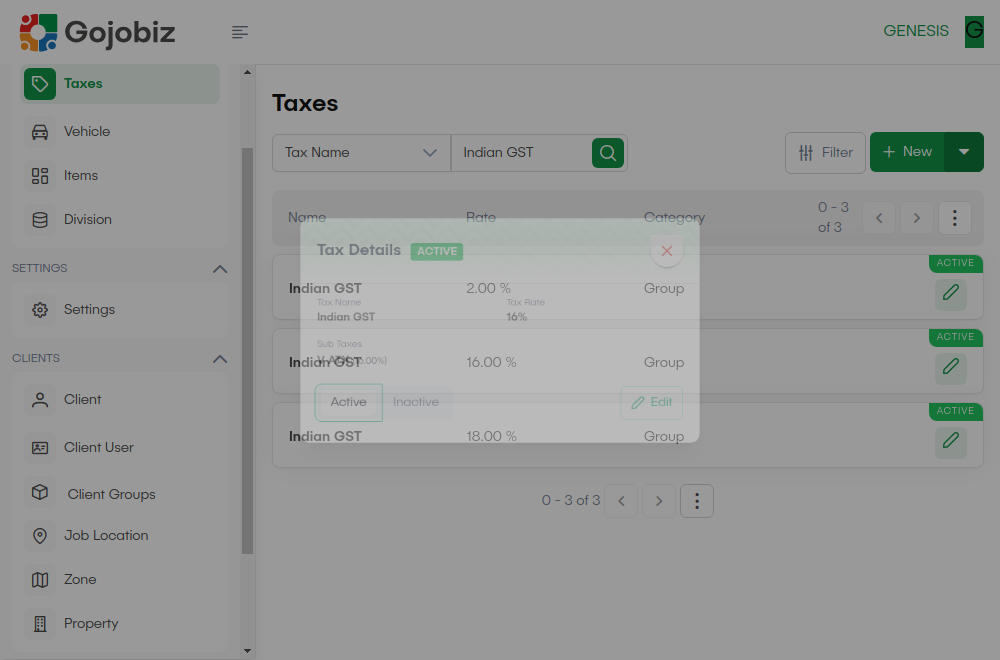 Gojobiz
GENESIS G
Taxes
Vehicle
Items
Division
SETTINGS
Settings
CLIENTS
Client
Client User
Client Groups
Job Location
Zone
Property
Taxes
Tax Name Indian GST Filter + New
Name Rate Category 0 - 3 of 3
ACTIVE
Indian GST 2.00 % Group
ACTIVE
Indian GST 16.00 % Group
ACTIVE
Indian GST 18.00 % Group
0 - 3 of 3
Tax Details ACTIVE
Tax Name Tax Rate
Indian GST 16%
Sub Taxes
Active Inactive Edit